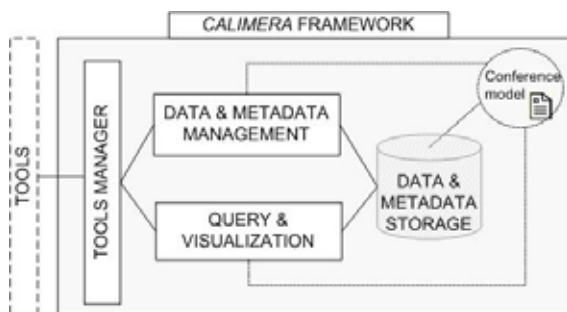 CALIMERA FRAMEWORK
TOOLS
TOOLS MANAGER
DATA & METADATA
MANAGEMENT
QUERY &
VISUALIZATION
Conference
model
DATA &
METADATA
STORAGE